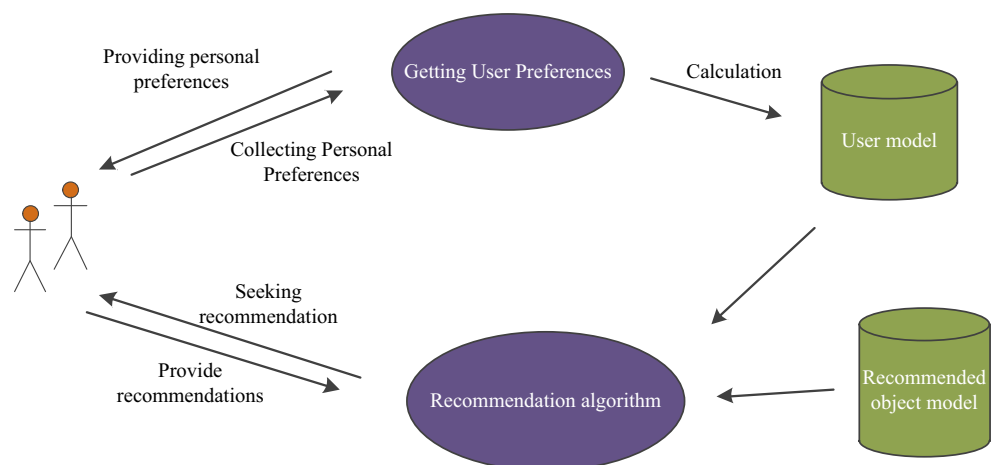 Providing personal
preferences
Getting User Preferences
Calculation
Collecting Personal
Preferences
User model
Seeking
recommendation
Provide
recommendations
Recommendation algorithm
Recommended
object model